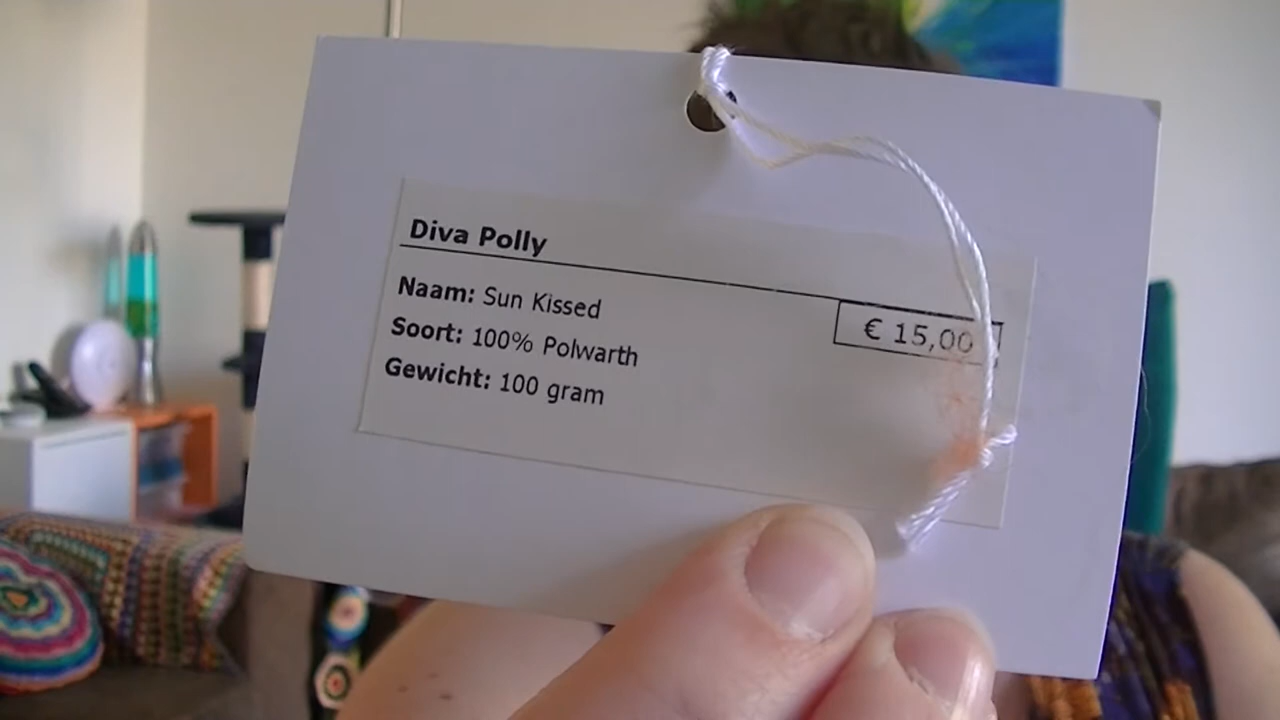 Diva Polly
Naam: Sun Kissed
€ 15,00
Soort: 100% Polwarth
Gewicht: 100 gram